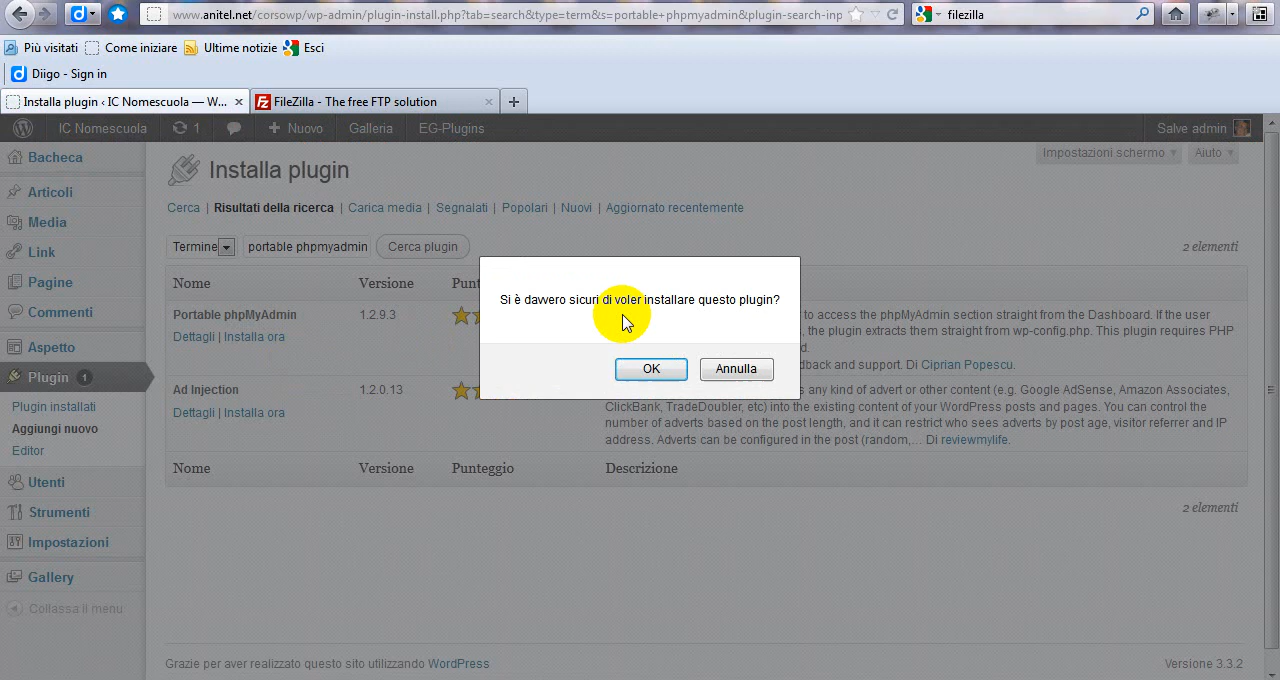 www.anitel.net/corsowp/wp-admin/plugin-install.php?tab=search&type=term&s=portable+phpmyadmin&plugin-search-inp
filezilla
Più visitati Come iniziare Ultime notizie Esci
Diigo - Sign in
Installa plugin ‹ IC Nomescuola — W...
FileZilla - The free FTP solution
IC Nomescuola 1 Nuovo Galleria EG-Plugins Salve admin
Bacheca
Articoli
Media
Link
Pagine
Commenti
Aspetto
Plugin 1
Plugin installati
Aggiungi nuovo
Editor
Utenti
Strumenti
Impostazioni
Gallery
Collassa il menu
Impostazioni schermo Aiuto
Installa plugin
Cerca | Risultati della ricerca | Carica media | Segnalati | Popolari | Nuovi | Aggiornato recentemente
Termine portable phpmyadmin Cerca plugin 2 elementi
Nome Versione Punt
Portable phpMyAdmin 1.2.9.3 to access the phpMyAdmin section straight from the Dashboard. If the user
Dettagli | Installa ora , the plugin extracts them straight from wp-config.php. This plugin requires PHP
d.
dback and support. Di Ciprian Popescu.
Ad Injection 1.2.0.13 s any kind of advert or other content (e.g. Google AdSense, Amazon Associates,
Dettagli | Installa ora ClickBank, TradeDoubler, etc) into the existing content of your WordPress posts and pages. You can control the
number of adverts based on the post length, and it can restrict who sees adverts by post age, visitor referrer and IP
address. Adverts can be configured in the post (random,... Di reviewmylife.
Nome Versione Punteggio Descrizione
2 elementi
Si è davvero sicuri di voler installare questo plugin?
OK Annulla
Grazie per aver realizzato questo sito utilizzando WordPress
Versione 3.3.2